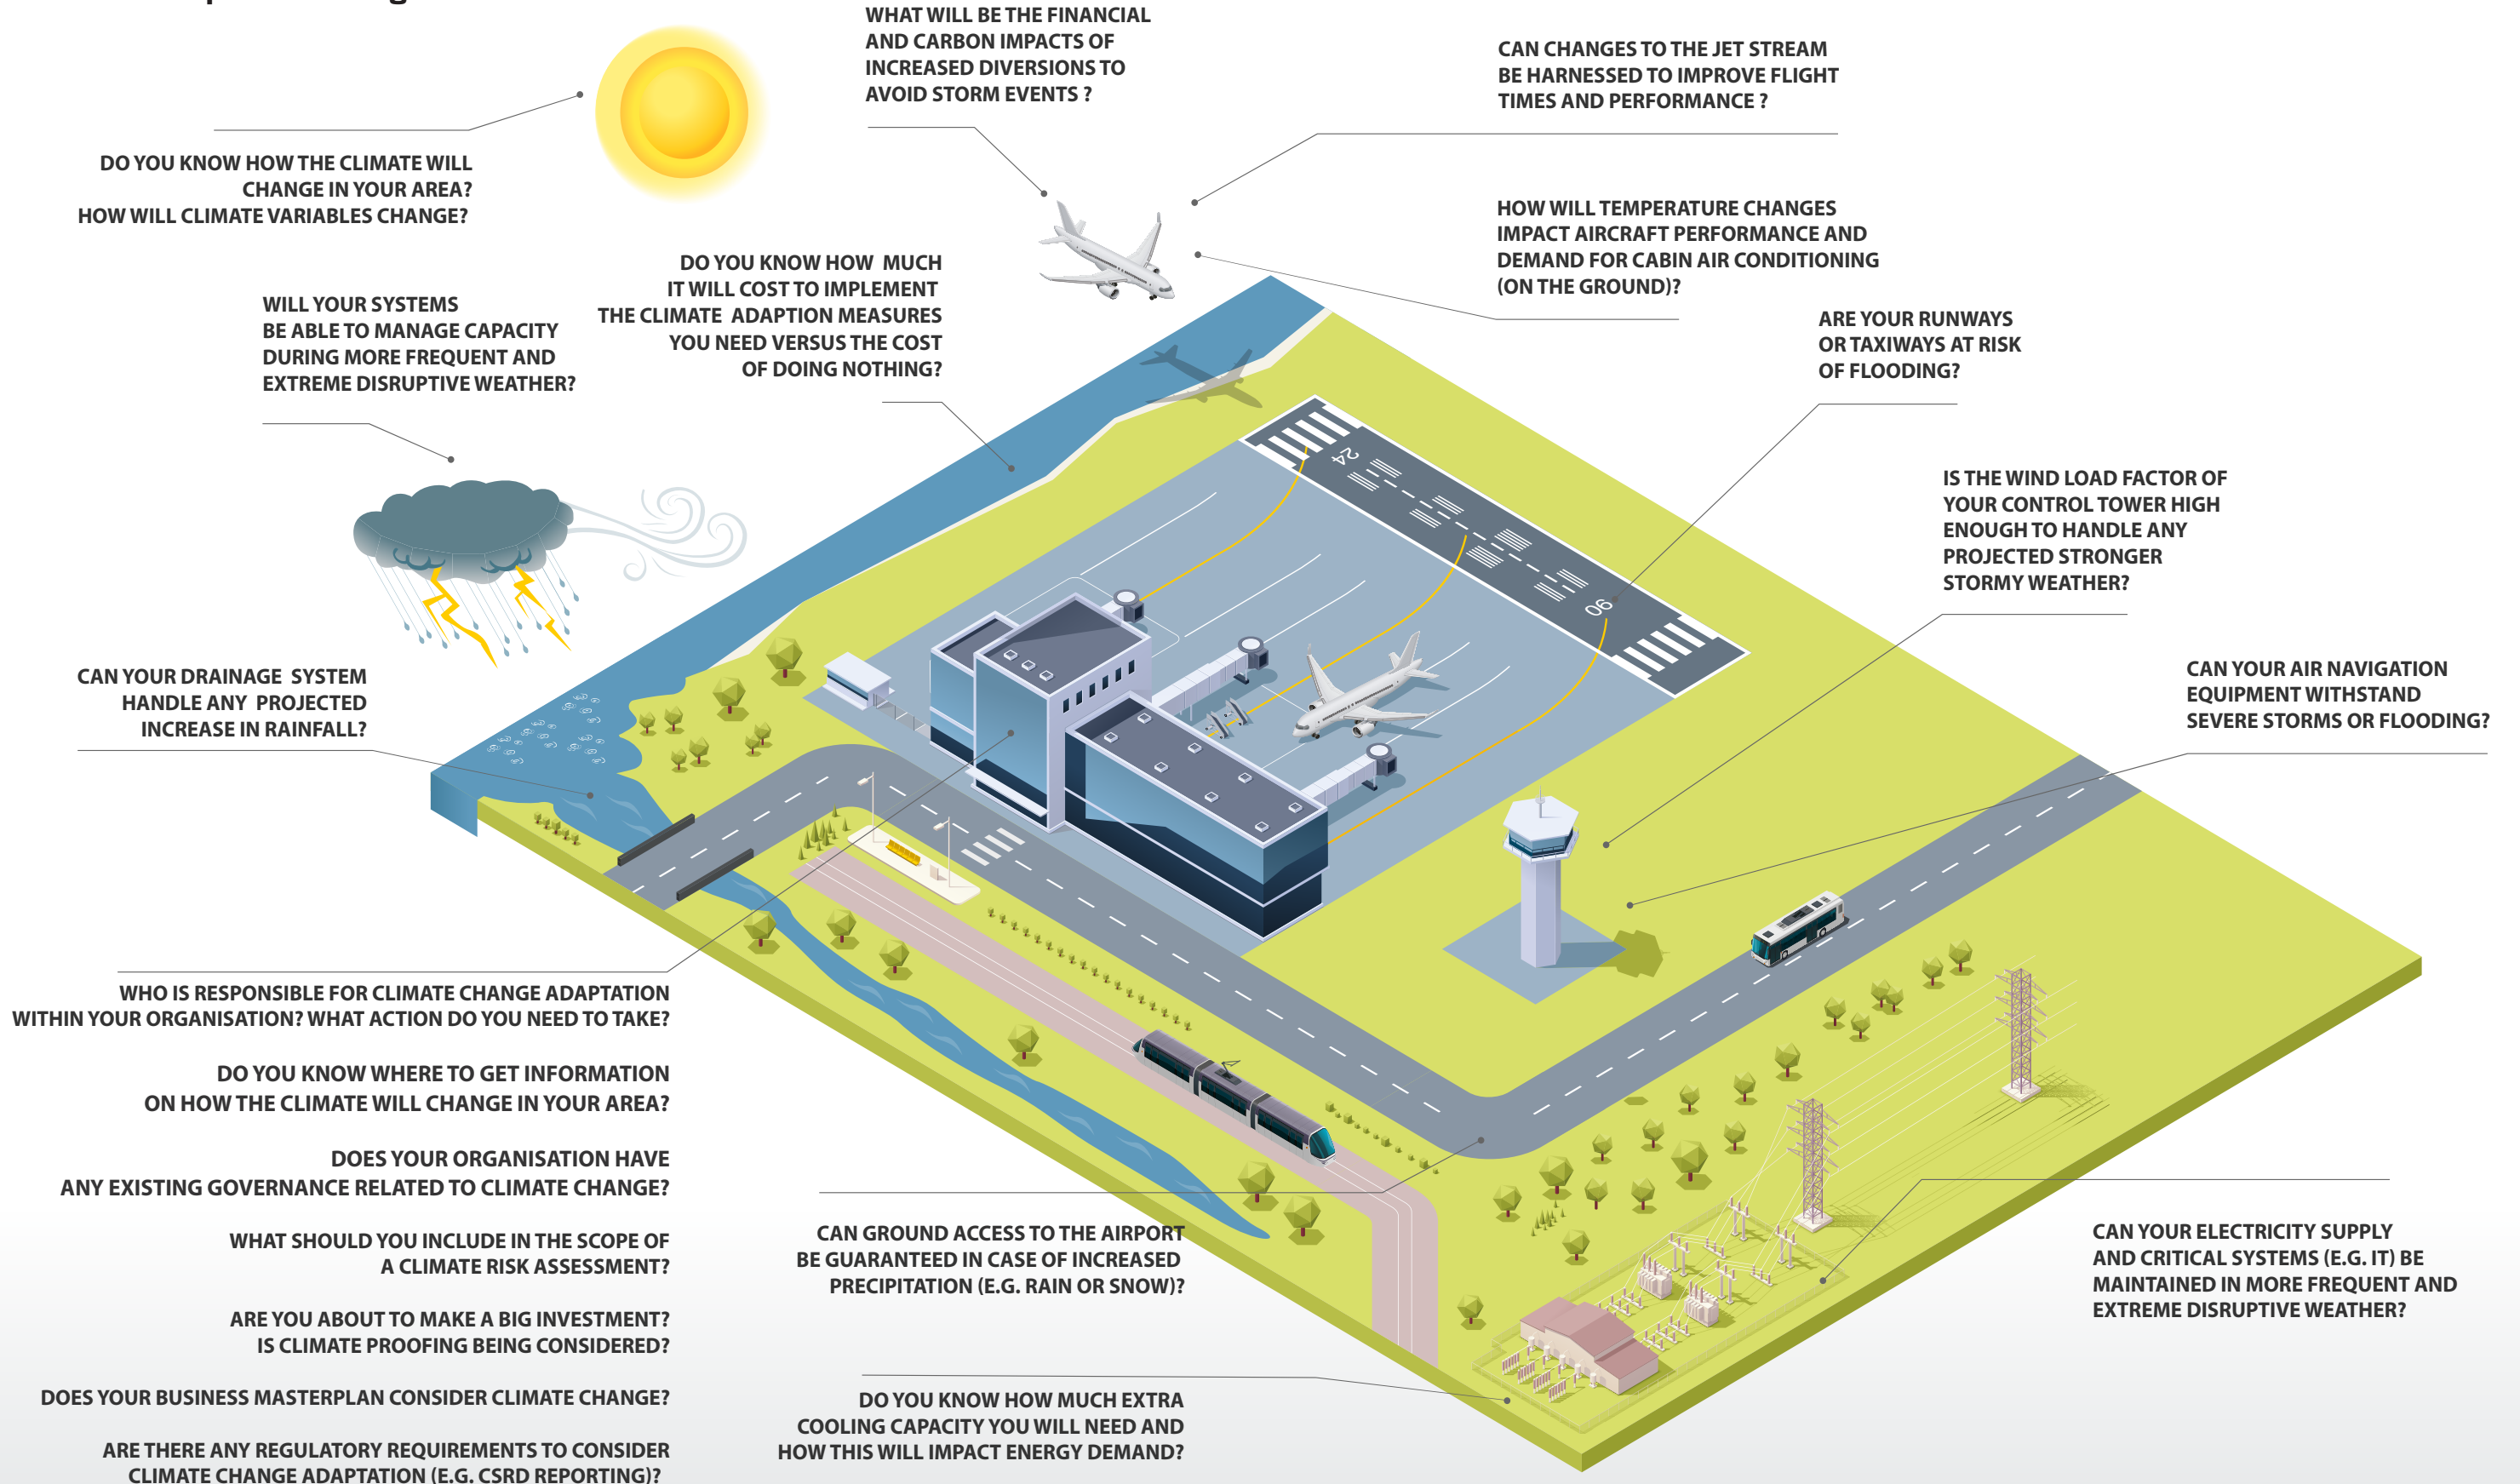 WHAT WILL BE THE FINANCIAL
AND CARBON IMPACTS OF
INCREASED DIVERSIONS TO
AVOID STORM EVENTS ?
CAN CHANGES TO THE JET STREAM
BE HARNESSED TO IMPROVE FLIGHT
TIMES AND PERFORMANCE ?
DO YOU KNOW HOW THE CLIMATE WILL
CHANGE IN YOUR AREA?
HOW WILL CLIMATE VARIABLES CHANGE?
HOW WILL TEMPERATURE CHANGES
IMPACT AIRCRAFT PERFORMANCE AND
DEMAND FOR CABIN AIR CONDITIONING
(ON THE GROUND)?
DO YOU KNOW HOW MUCH
IT WILL COST TO IMPLEMENT
THE CLIMATE ADAPTION MEASURES
YOU NEED VERSUS THE COST
OF DOING NOTHING?
WILL YOUR SYSTEMS
BE ABLE TO MANAGE CAPACITY
DURING MORE FREQUENT AND
EXTREME DISRUPTIVE WEATHER?
ARE YOUR RUNWAYS
OR TAXIWAYS AT RISK
OF FLOODING?
24
06
IS THE WIND LOAD FACTOR OF
YOUR CONTROL TOWER HIGH
ENOUGH TO HANDLE ANY
PROJECTED STRONGER
STORMY WEATHER?
CAN YOUR DRAINAGE SYSTEM
HANDLE ANY PROJECTED
INCREASE IN RAINFALL?
CAN YOUR AIR NAVIGATION
EQUIPMENT WITHSTAND
SEVERE STORMS OR FLOODING?
WHO IS RESPONSIBLE FOR CLIMATE CHANGE ADAPTATION
WITHIN YOUR ORGANISATION? WHAT ACTION DO YOU NEED TO TAKE?
DO YOU KNOW WHERE TO GET INFORMATION
ON HOW THE CLIMATE WILL CHANGE IN YOUR AREA?
DOES YOUR ORGANISATION HAVE
ANY EXISTING GOVERNANCE RELATED TO CLIMATE CHANGE?
WHAT SHOULD YOU INCLUDE IN THE SCOPE OF
A CLIMATE RISK ASSESSMENT?
ARE YOU ABOUT TO MAKE A BIG INVESTMENT?
IS CLIMATE PROOFING BEING CONSIDERED?
DOES YOUR BUSINESS MASTERPLAN CONSIDER CLIMATE CHANGE?
ARE THERE ANY REGULATORY REQUIREMENTS TO CONSIDER
CLIMATE CHANGE ADAPTATION (E.G. CSRD REPORTING)?
CAN GROUND ACCESS TO THE AIRPORT
BE GUARANTEED IN CASE OF INCREASED
PRECIPITATION (E.G. RAIN OR SNOW)?
DO YOU KNOW HOW MUCH EXTRA
COOLING CAPACITY YOU WILL NEED AND
HOW THIS WILL IMPACT ENERGY DEMAND?
CAN YOUR ELECTRICITY SUPPLY
AND CRITICAL SYSTEMS (E.G. IT) BE
MAINTAINED IN MORE FREQUENT AND
EXTREME DISRUPTIVE WEATHER?